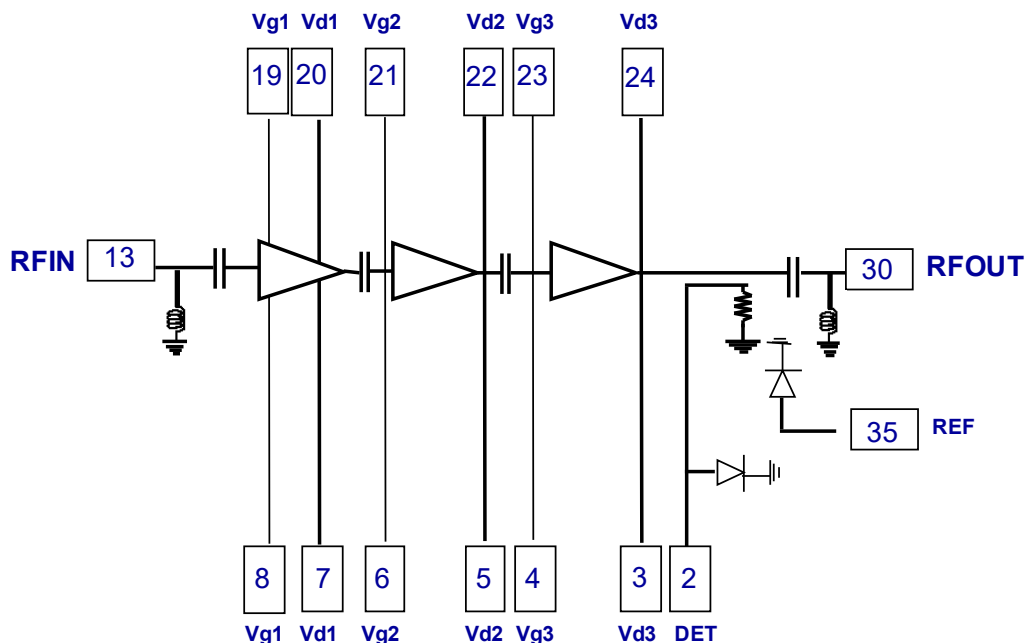 Vg1 Vd1 Vg2 Vd2 Vg3 Vd3
19 20 21 22 23 24
RFIN 13 30 RFOUT
35 REF
8 7 6 5 4 3 2
Vg1 Vd1 Vg2 Vd2 Vg3 Vd3 DET